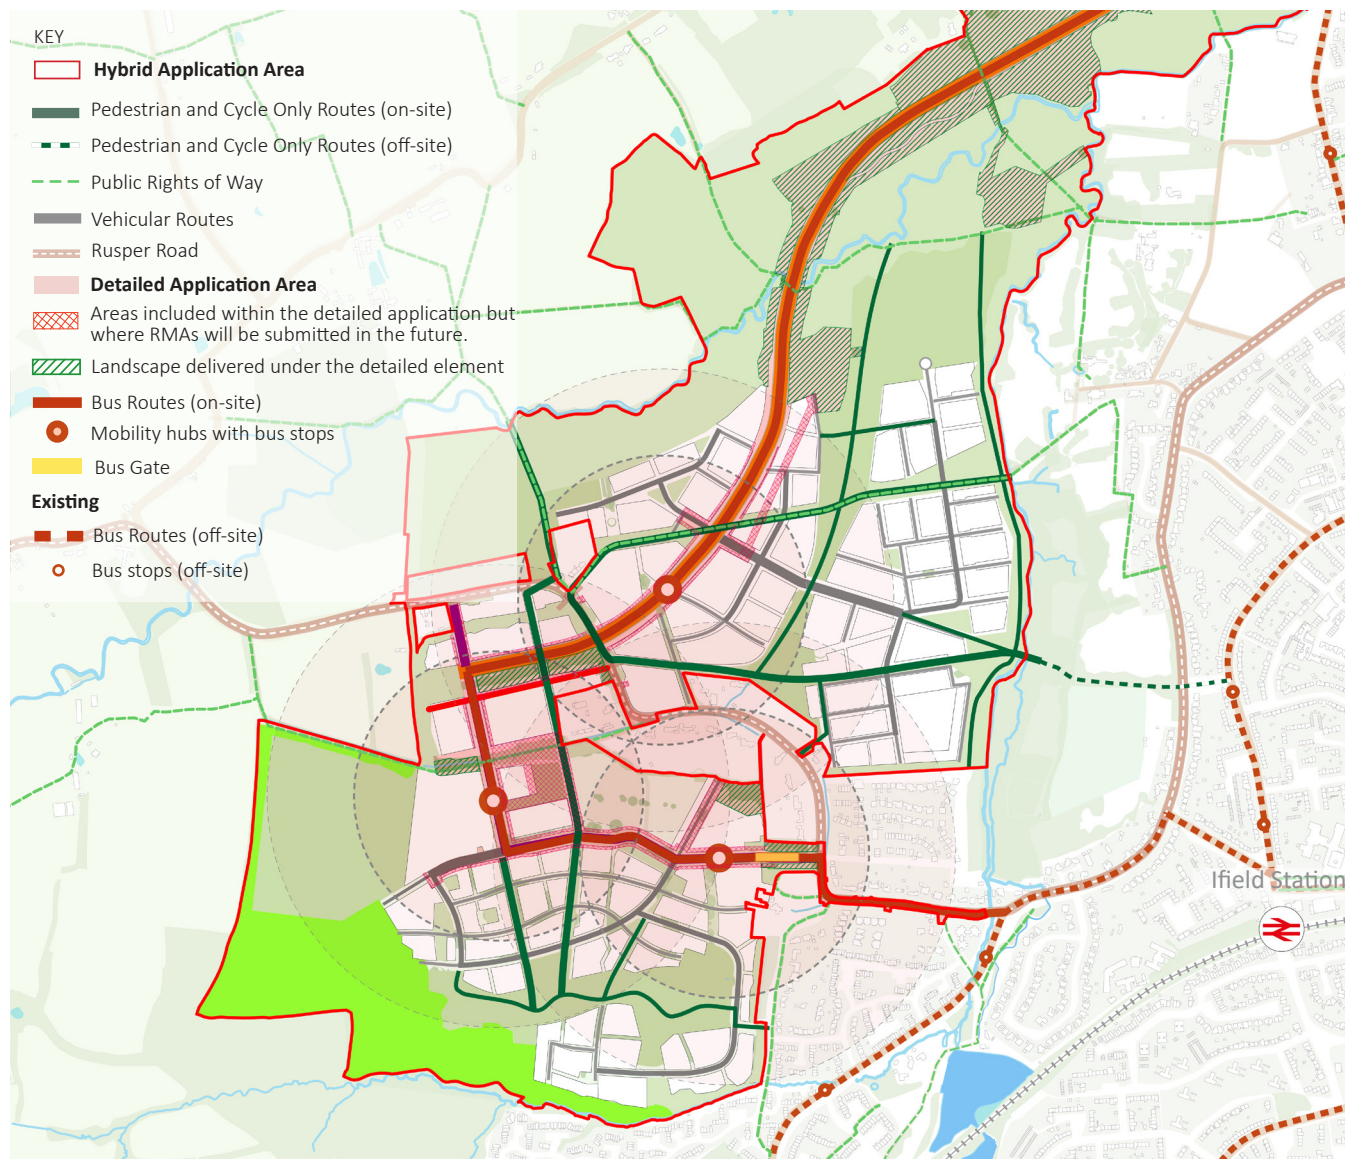 KEY
Hybrid Application Area
Pedestrian and Cycle Only Routes (on-site)
Pedestrian and Cycle Only Routes (off-site)
Public Rights of Way
Vehicular Routes
Rusper Road
Detailed Application Area
Areas included within the detailed application but
where RMAs will be submitted in the future.
Landscape delivered under the detailed element
Bus Routes (on-site)
Mobility hubs with bus stops
Bus Gate
Existing
Bus Routes (off-site)
Bus stops (off-site)
Ifield Station